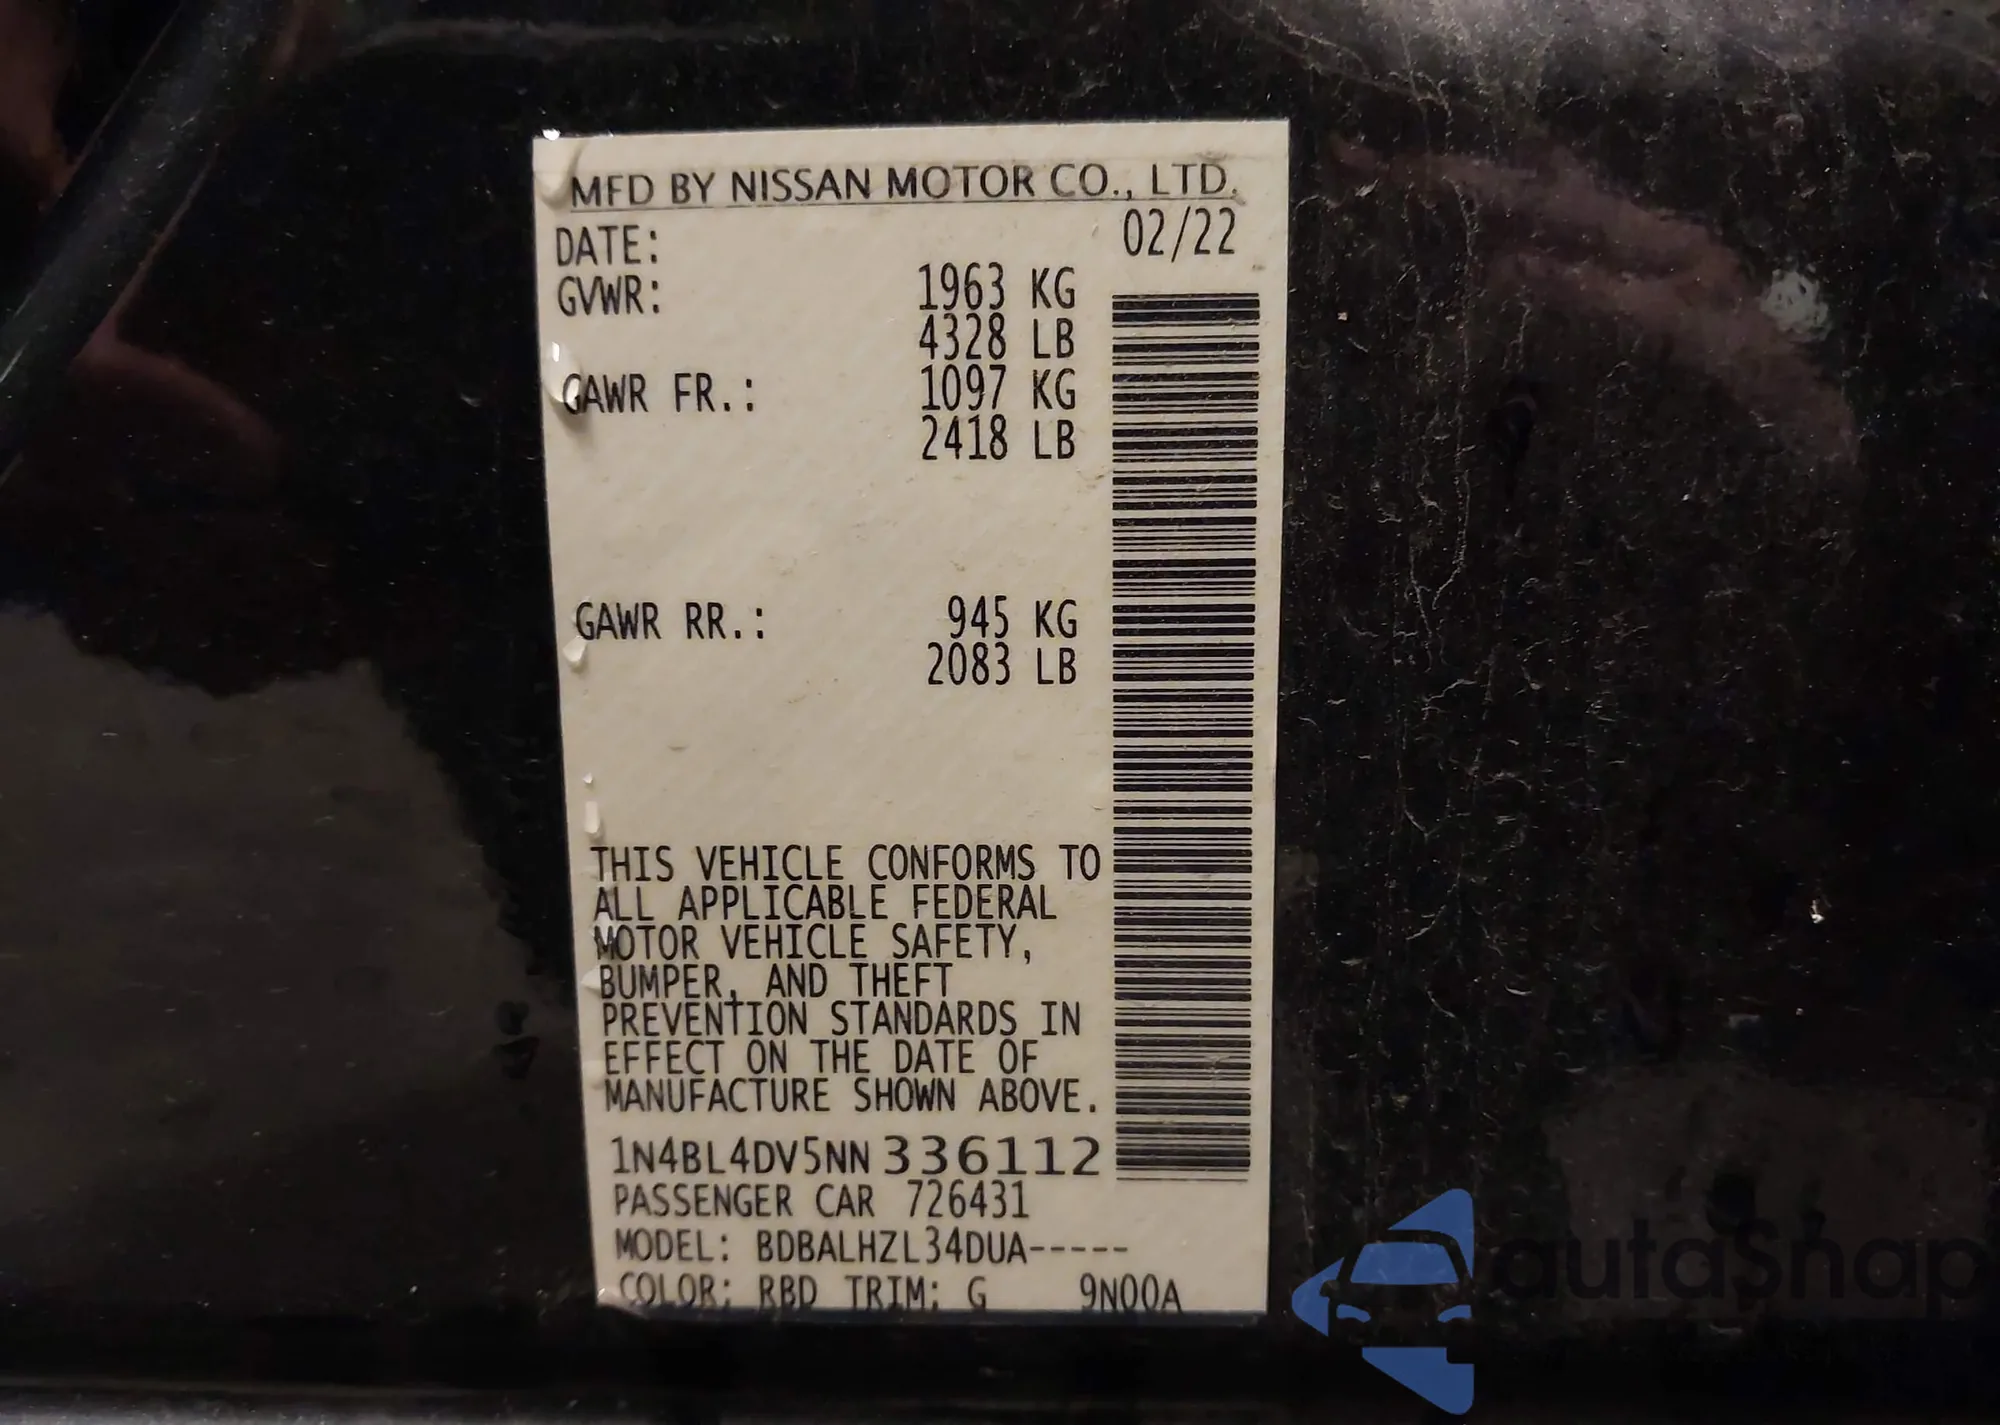 MFD BY NISSAN MOTOR CO., LTD.
DATE: 02/22
GVWR: 1963 KG
4328 LB
GAWR FR.: 1097 KG
2418 LB
GAWR RR.: 945 KG
2083 LB
THIS VEHICLE CONFORMS TO
ALL APPLICABLE FEDERAL
MOTOR VEHICLE SAFETY,
BUMPER, AND THEFT
PREVENTION STANDARDS IN
EFFECT ON THE DATE OF
MANUFACTURE SHOWN ABOVE.
1N4BL4DV5NN336112
PASSENGER CAR 726431
MODEL: BDBALHZL34DUA-----
COLOR: RBD TRIM: G 9N00A
autoSnap